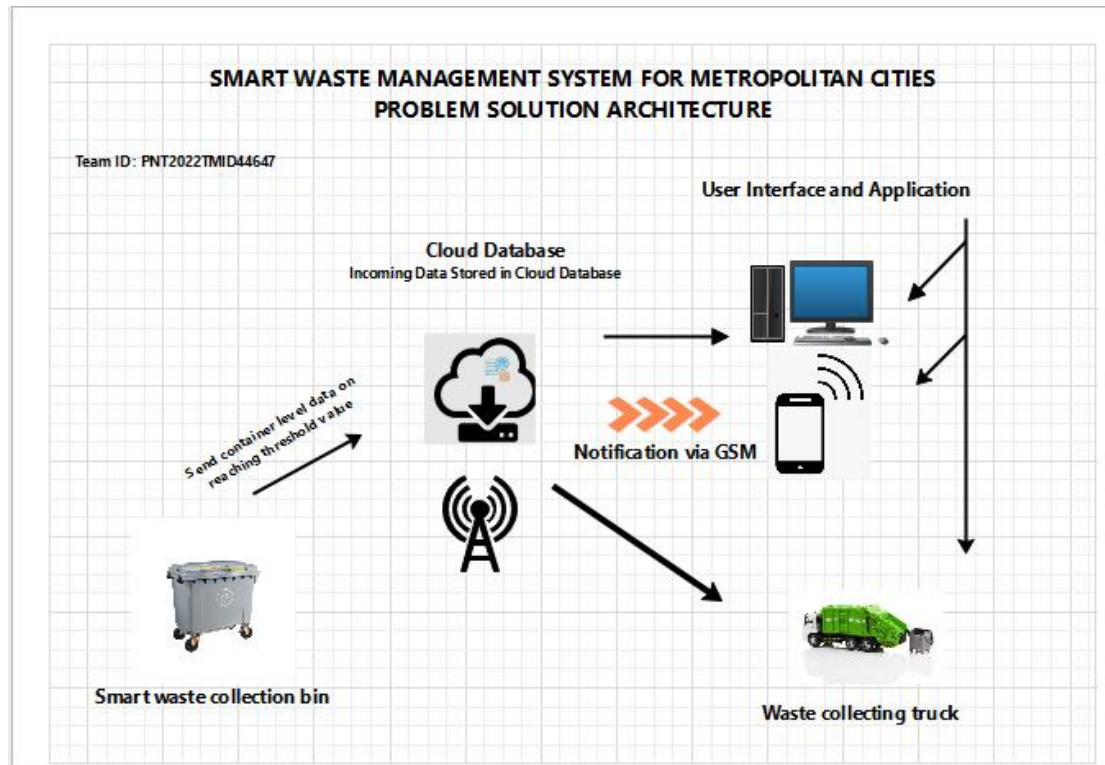 SMART WASTE MANAGEMENT SYSTEM FOR METROPOLITAN CITIES
PROBLEM SOLUTION ARCHITECTURE
Team ID : PNT2022TMID44647
User Interface and Application
Cloud Database
Incoming Data Stored in Cloud Database
Send container level data on
reaching threshold value
Notification via GSM
Smart waste collection bin
Waste collecting truck